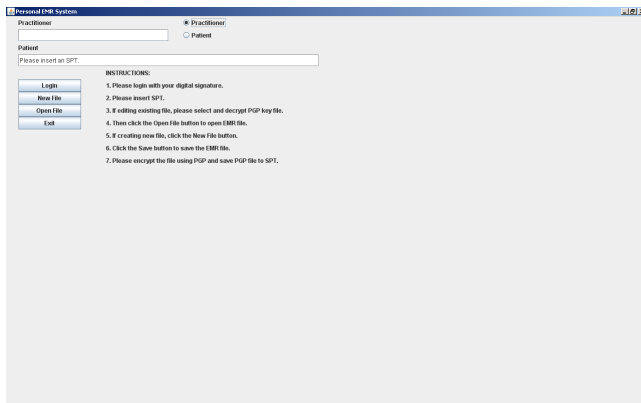 Personal EMR System
Practitioner
Practitioner
Patient
Patient
Please insert an SPT.
INSTRUCTIONS:
Login
1. Please login with your digital signature.
New File
2. Please insert SPT.
Open File
3. If editing existing file, please select and decrypt PGP key file.
Exit
4. Then click the Open File button to open EMR file.
5. If creating new file, click the New File button.
6. Click the Save button to save the EMR file.
7. Please encrypt the file using PGP and save PGP file to SPT.